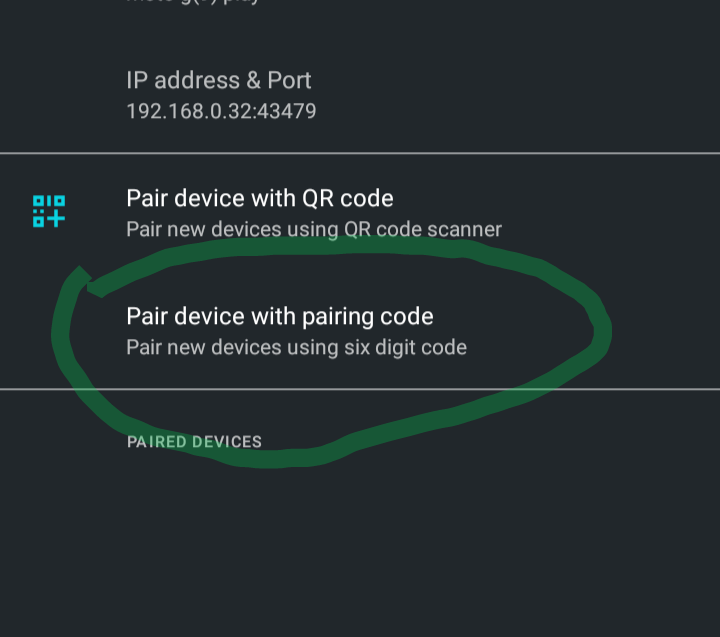 IP address & Port
192.168.0.32:43479
Pair device with QR code
Pair new devices using QR code scanner
Pair device with pairing code
Pair new devices using six digit code
PAIRED DEVICES